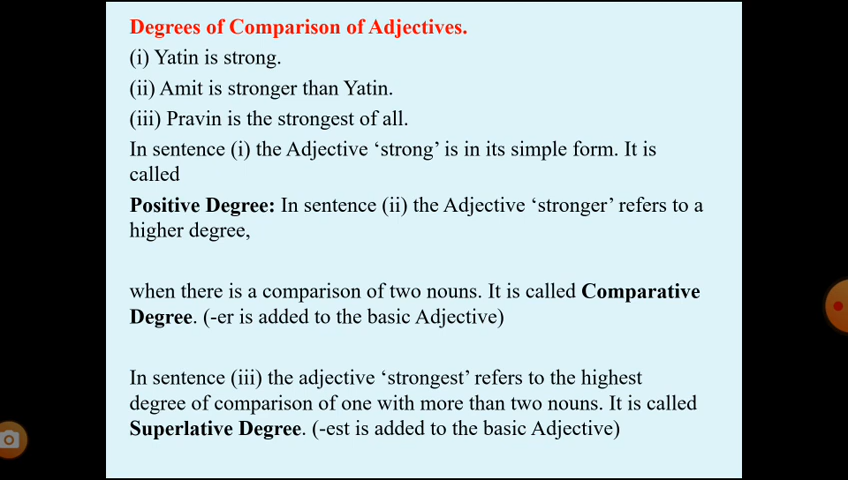 Degrees of Comparison of Adjectives.
(i) Yatin is strong.
(ii) Amit is stronger than Yatin.
(iii) Pravin is the strongest of all.
In sentence (i) the Adjective ‘strong’ is in its simple form. It is
called
Positive Degree: In sentence (ii) the Adjective ‘stronger’ refers to a
higher degree,
when there is a comparison of two nouns. It is called Comparative
Degree. (-er is added to the basic Adjective)
In sentence (iii) the adjective ‘strongest’ refers to the highest
degree of comparison of one with more than two nouns. It is called
Superlative Degree. (-est is added to the basic Adjective)